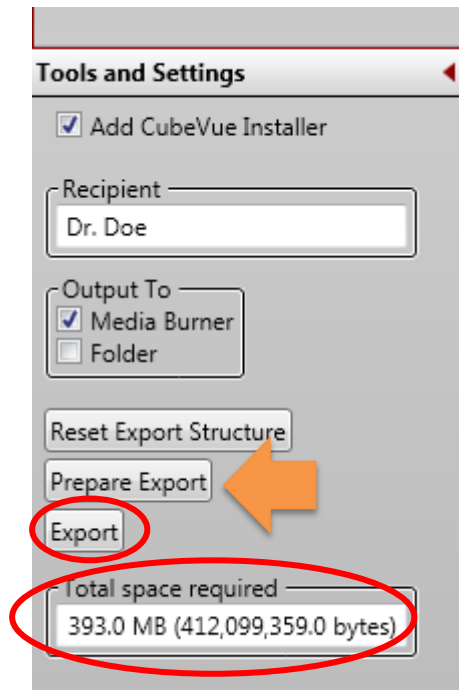 Tools and Settings
Add CubeVue Installer
Recipient
Dr. Doe
Output To
Media Burner
Folder
Reset Export Structure
Prepare Export
Export
Total space required
393.0 MB (412,099,359.0 bytes)